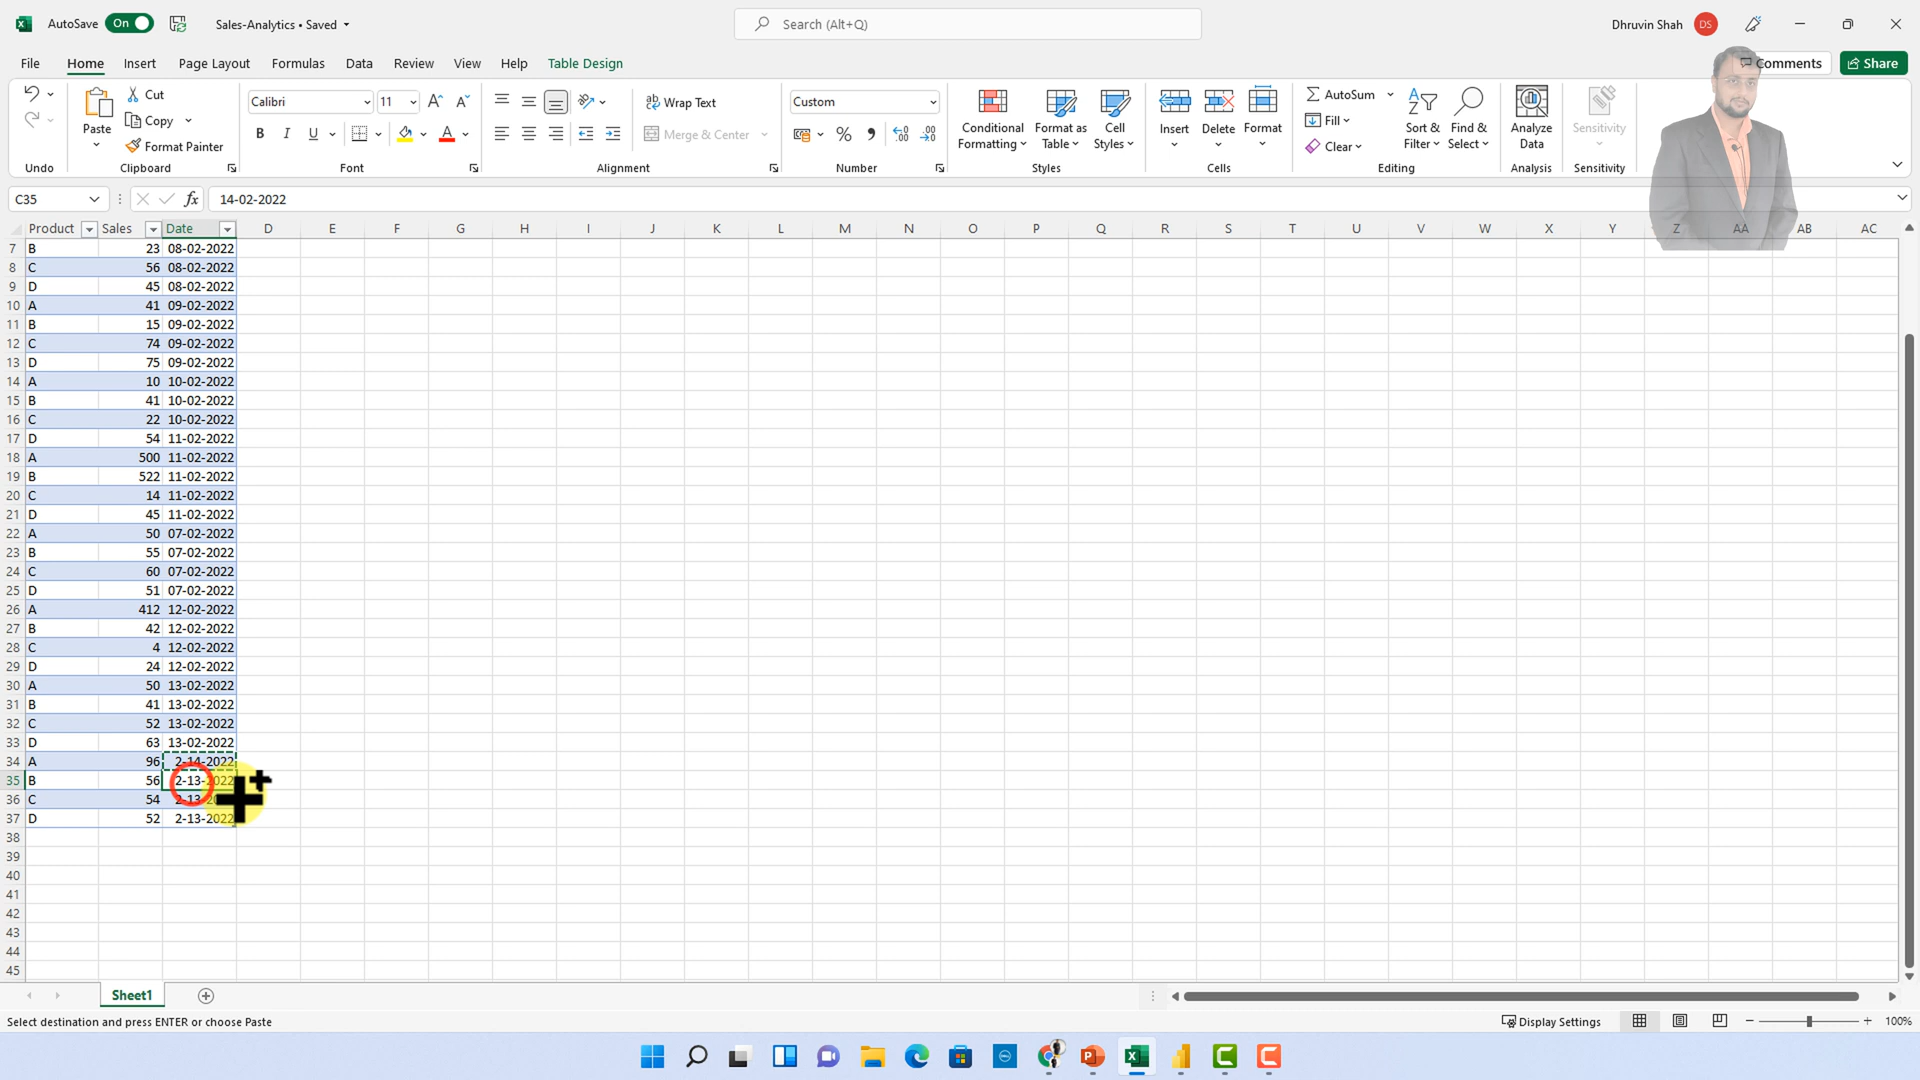 AutoSave On Sales-Analytics • Saved Search (Alt+Q) Dhruvin Shah DS
File Home Insert Page Layout Formulas Data Review View Help Table Design Comments Share
Paste Cut Copy Format Painter
Calibri 11 B I U A
Wrap Text Merge & Center
Custom %
Conditional Formatting Format as Table Cell Styles
Insert Delete Format
AutoSum Fill Clear
Sort & Filter Find & Select
Analyze Data Sensitivity
Undo Clipboard Font Alignment Number Styles Cells Editing Analysis Sensitivity
C35 fx 14-02-2022
Product Sales Date D E F G H I J K L M N O P Q R S T U V W X Y Z AA AB AC
7 B 23 08-02-2022
8 C 56 08-02-2022
9 D 45 08-02-2022
10 A 41 09-02-2022
11 B 15 09-02-2022
12 C 74 09-02-2022
13 D 75 09-02-2022
14 A 10 10-02-2022
15 B 41 10-02-2022
16 C 22 10-02-2022
17 D 54 11-02-2022
18 A 500 11-02-2022
19 B 522 11-02-2022
20 C 14 11-02-2022
21 D 45 11-02-2022
22 A 50 07-02-2022
23 B 55 07-02-2022
24 C 60 07-02-2022
25 D 51 07-02-2022
26 A 412 12-02-2022
27 B 42 12-02-2022
28 C 4 12-02-2022
29 D 24 12-02-2022
30 A 50 13-02-2022
31 B 41 13-02-2022
32 C 52 13-02-2022
33 D 63 13-02-2022
34 A 96 2-14-2022
35 B 56 2-13-2022
36 C 54
37 D 52 2-13-2022
38
39
40
41
42
43
44
45
Sheet1
Select destination and press ENTER or choose Paste Display Settings 100%